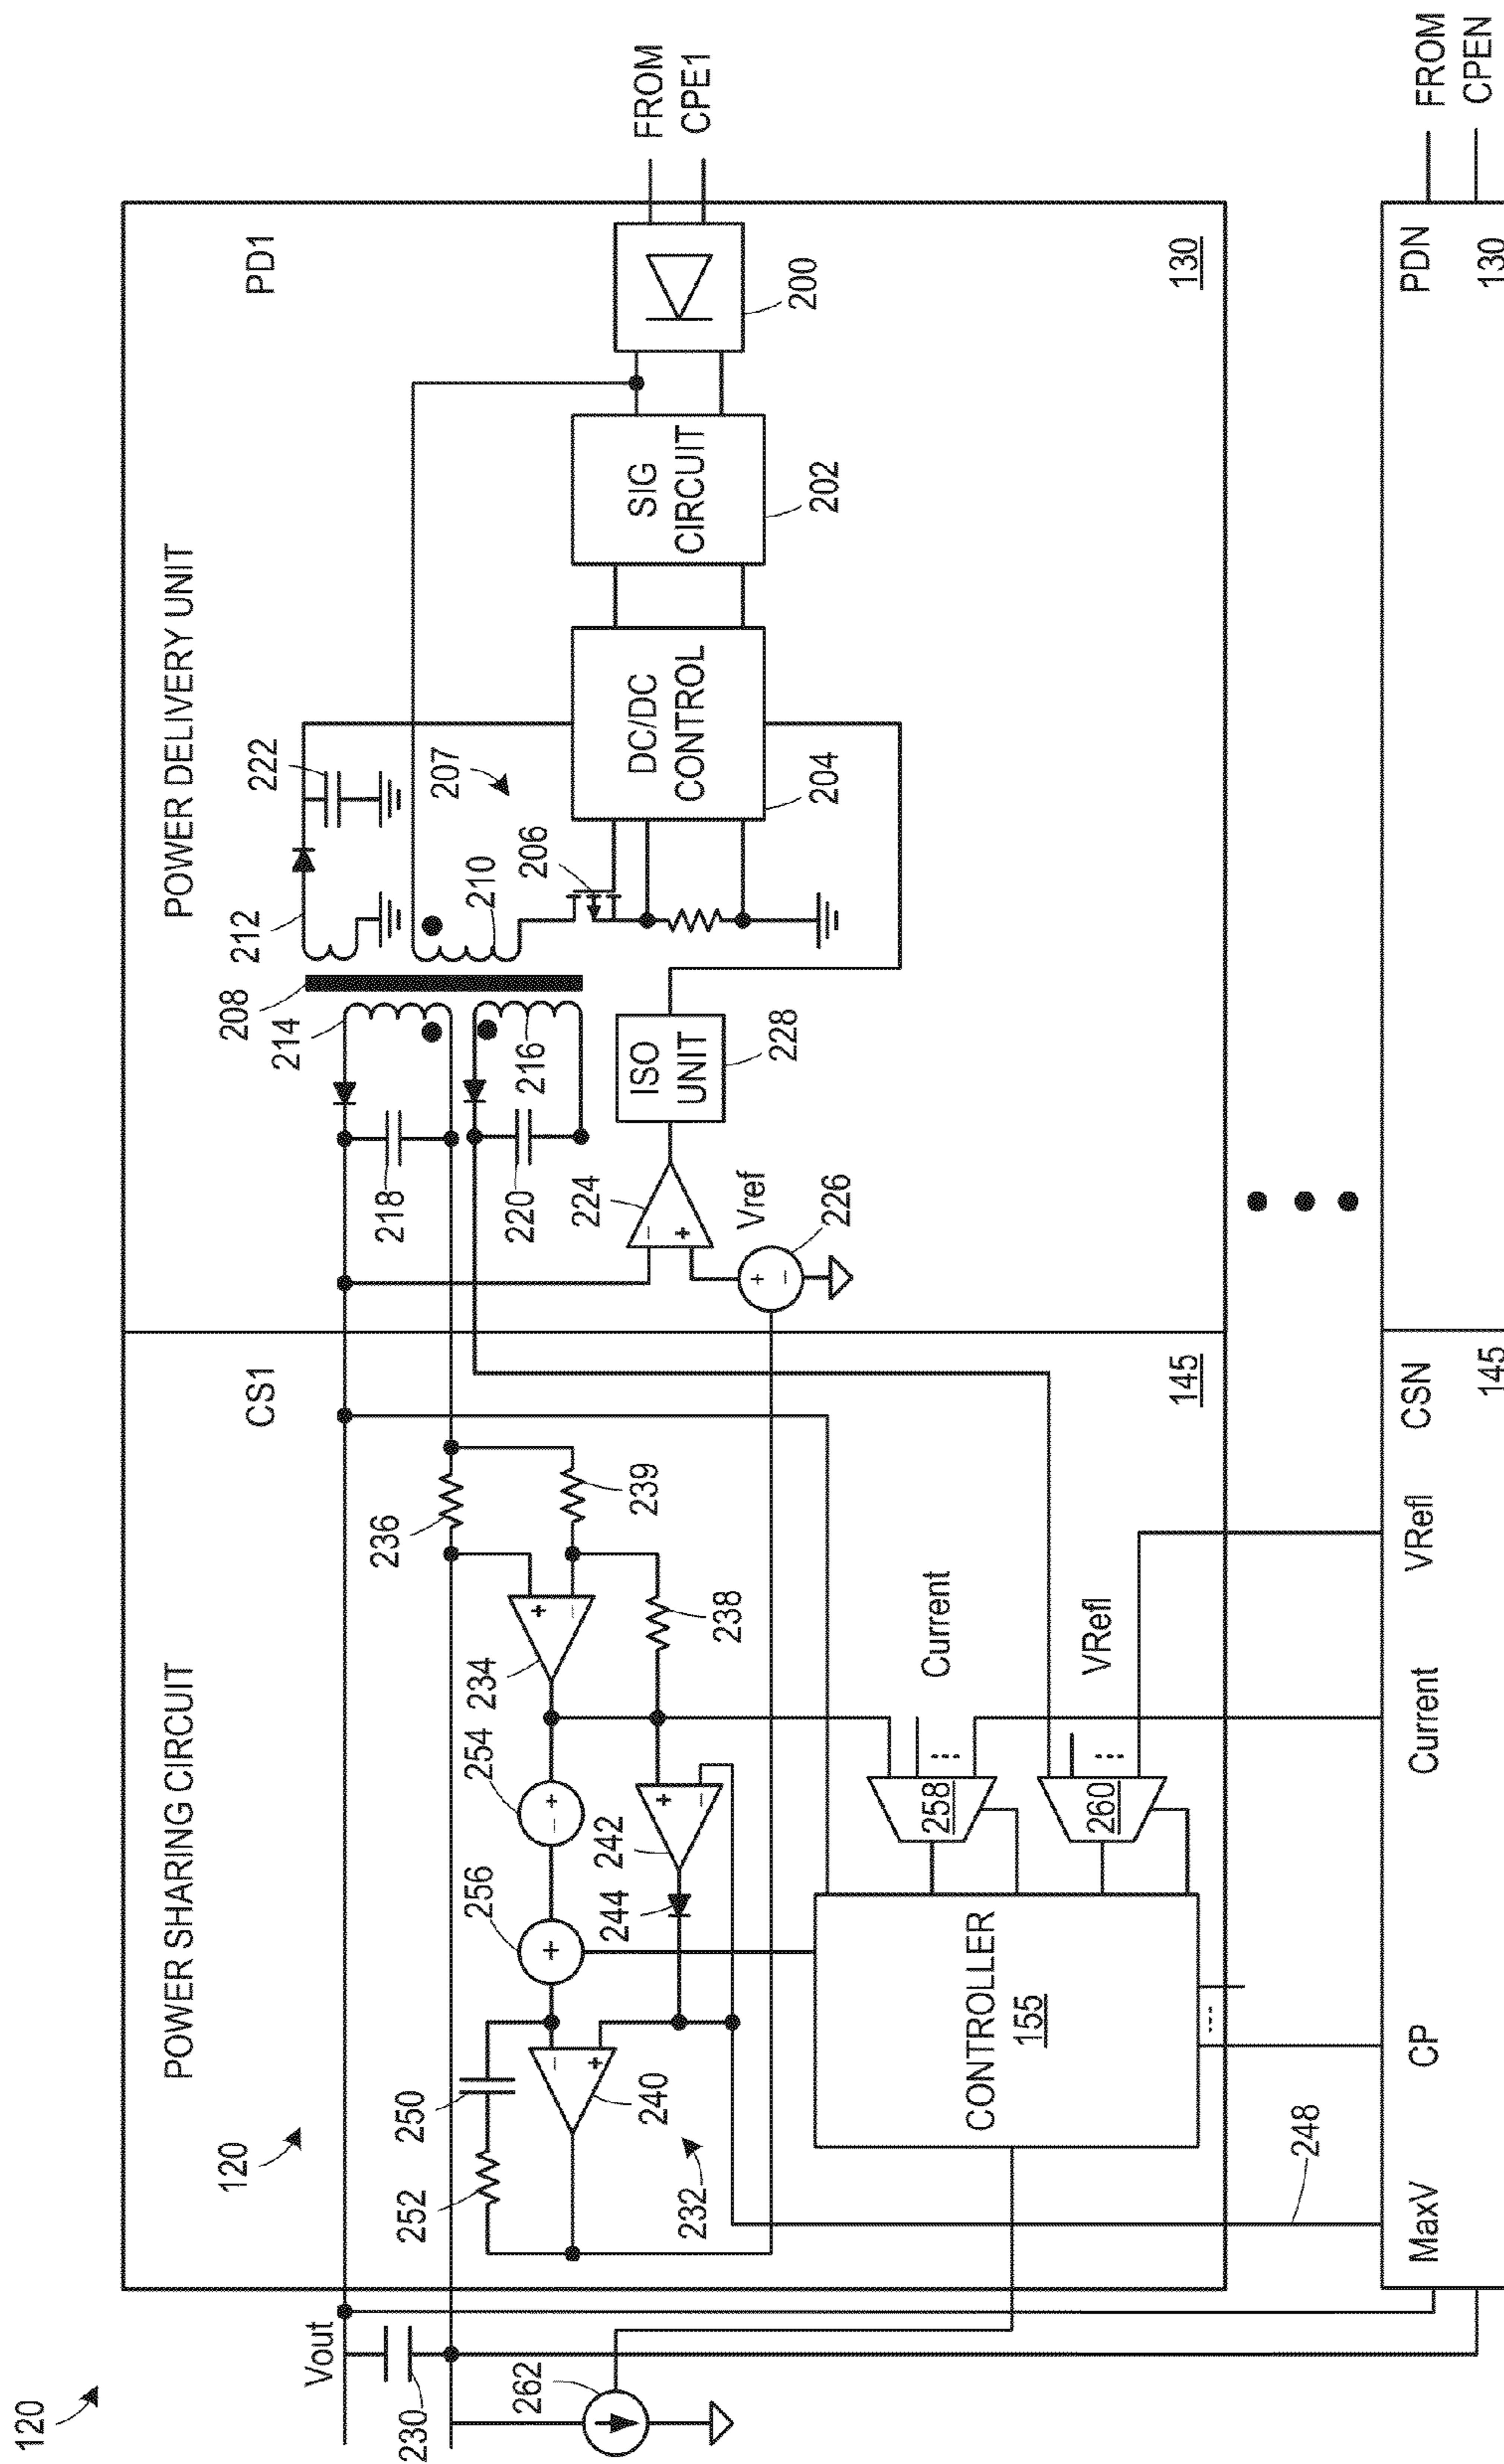 120
120
POWER SHARING CIRCUIT
CS1
POWER DELIVERY UNIT
PD1
Vout
230
262
252
250
240
232
256
254
234
236
239
238
242
244
Current
VRefl
258
260
CONTROLLER
155
145
248
218
220
214
208
212
216
222
207
210
206
224
Vref
226
ISO
UNIT
228
DC/DC
CONTROL
204
SIG
CIRCUIT
202
200
FROM
CPE1
130
MaxV
CP
Current
VRefl
CSN
145
PDN
130
FROM
CPEN
+
−
+
−
+
−
+
−
+
−
+
−
+